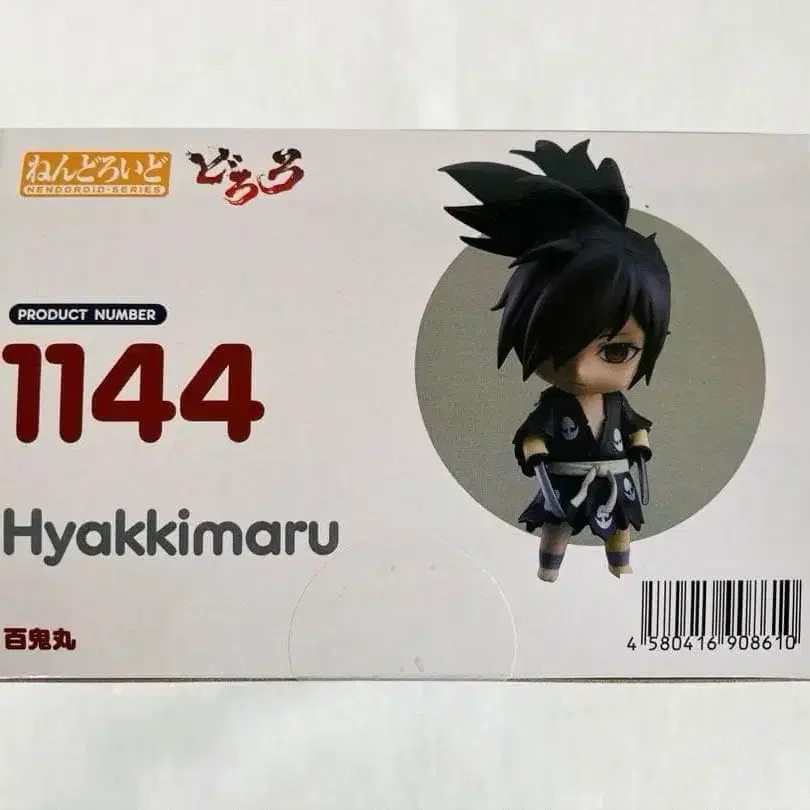 ねんどろいど
NENDOROID·SERIES
どろろ
PRODUCT NUMBER
1144
Hyakkimaru
百鬼丸
4 580416 908610